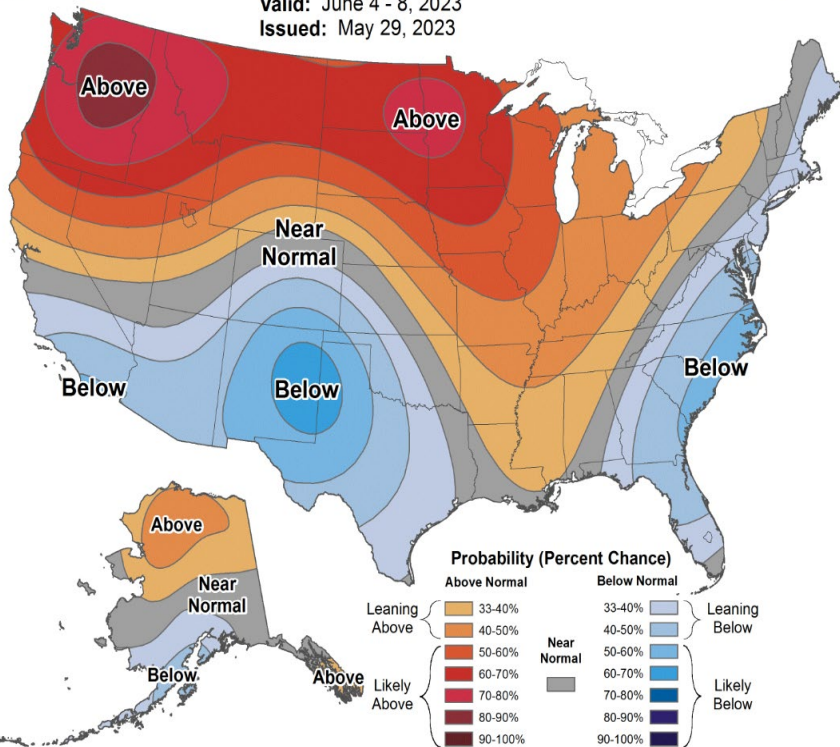 Valid: June 4 - 8, 2023
Issued: May 29, 2023
Above
Above
Near
Normal
Below
Below
Below
Above
Near
Normal
Below
Above
Probability (Percent Chance)
Above Normal
Below Normal
Leaning
Above
33-40%
40-50%
Likely
Above
50-60%
60-70%
70-80%
80-90%
90-100%
Near
Normal
33-40%
40-50%
Leaning
Below
50-60%
60-70%
70-80%
80-90%
90-100%
Likely
Below